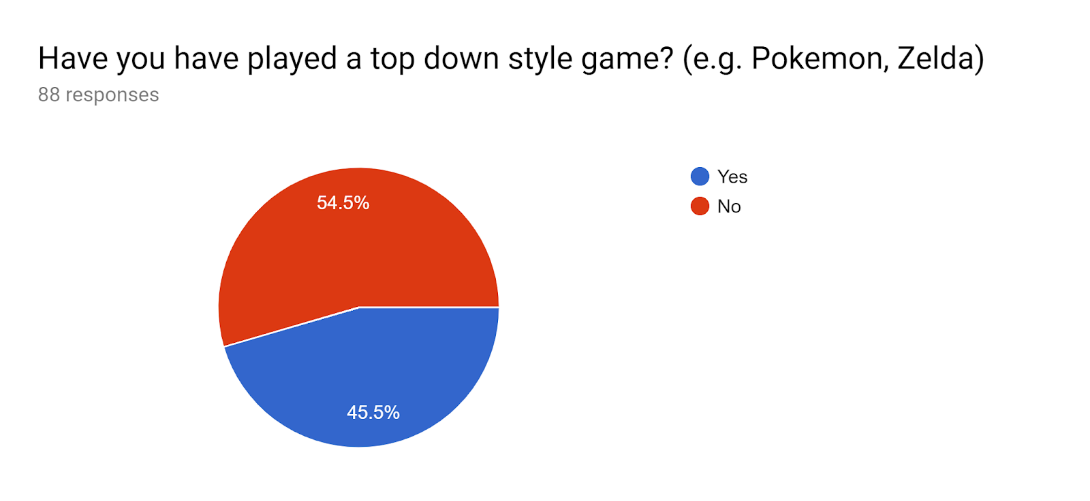 Have you have played a top down style game? (e.g. Pokemon, Zelda)
88 responses
54.5%
45.5%
Yes
No